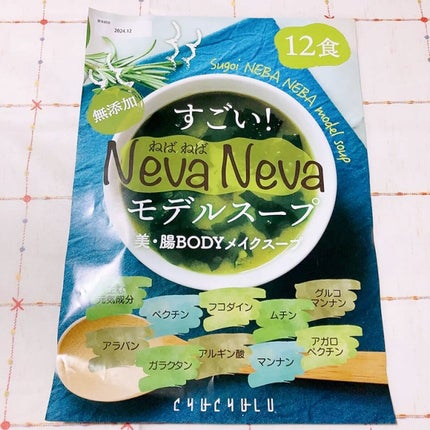 2024.12
12食
Sugoi NEBA NEBA model soup
無添加
すごい!
ねば ねば
Neva Neva
モデルスープ
美・腸BODYメイクスープ
元気成分
ペクチン
フコダイン
ムチン
グルコ
マンナン
アラバン
ガラクタン
アルギン酸
マンナン
アガロ
ペクチン
CHUCHULU